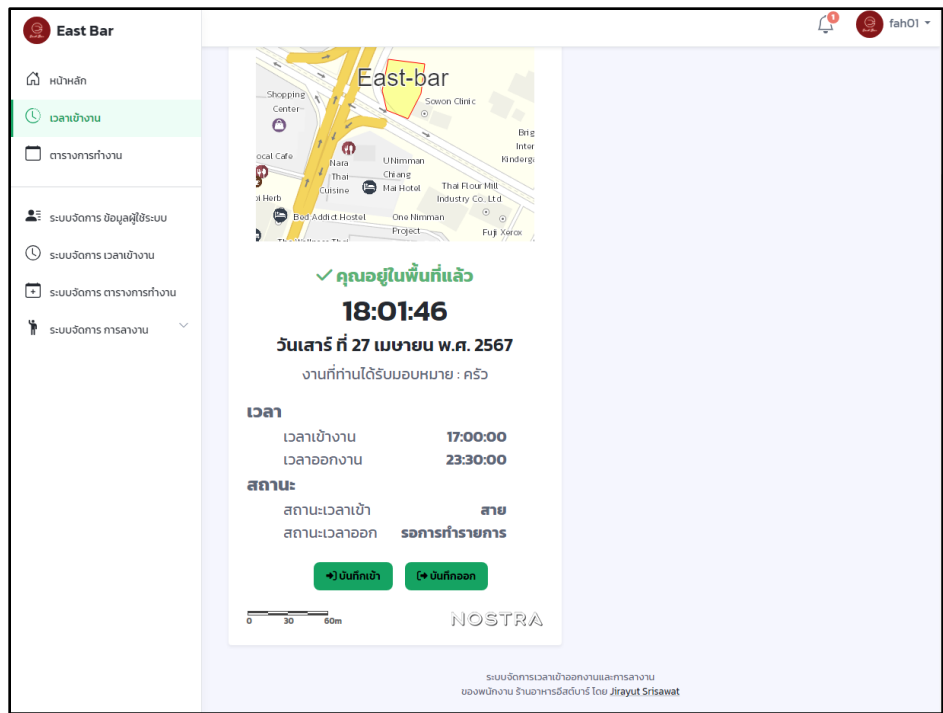 East Bar
1
fah01
หน้าหลัก
เวลาเข้างาน
ตารางการทำงาน
ระบบจัดการ ข้อมูลผู้ใช้ระบบ
ระบบจัดการ เวลาเข้างาน
ระบบจัดการ ตารางการทำงาน
ระบบจัดการ การลางาน
East-bar
Shopping
Center
Sowon Clinic
Brig
Inter
Kinderga
ocal Cafe
Nara
Thai
Cuisine
UNimman
Chiang
Mai Hotel
Thai Flour Mill
Industry Co. Ltd
i Herb
Bed Addict Hostel
One Nimman
Project
Fuji Xerox
คุณอยู่ในพื้นที่แล้ว
18:01:46
วันเสาร์ ที่ 27 เมษายน พ.ศ. 2567
งานที่ท่านได้รับมอบหมาย : ครัว
เวลา
เวลาเข้างาน 17:00:00
เวลาออกงาน 23:30:00
สถานะ
สถานะเวลาเข้า สาย
สถานะเวลาออก รอการทำรายการ
บันทึกเข้า บันทึกออก
0 30 60m
NOSTRA
ระบบจัดการเวลาเข้าออกงานและการลางาน
ของพนักงาน ร้านอาหารอีสต์บาร์ โดย Jirayut Srisawat